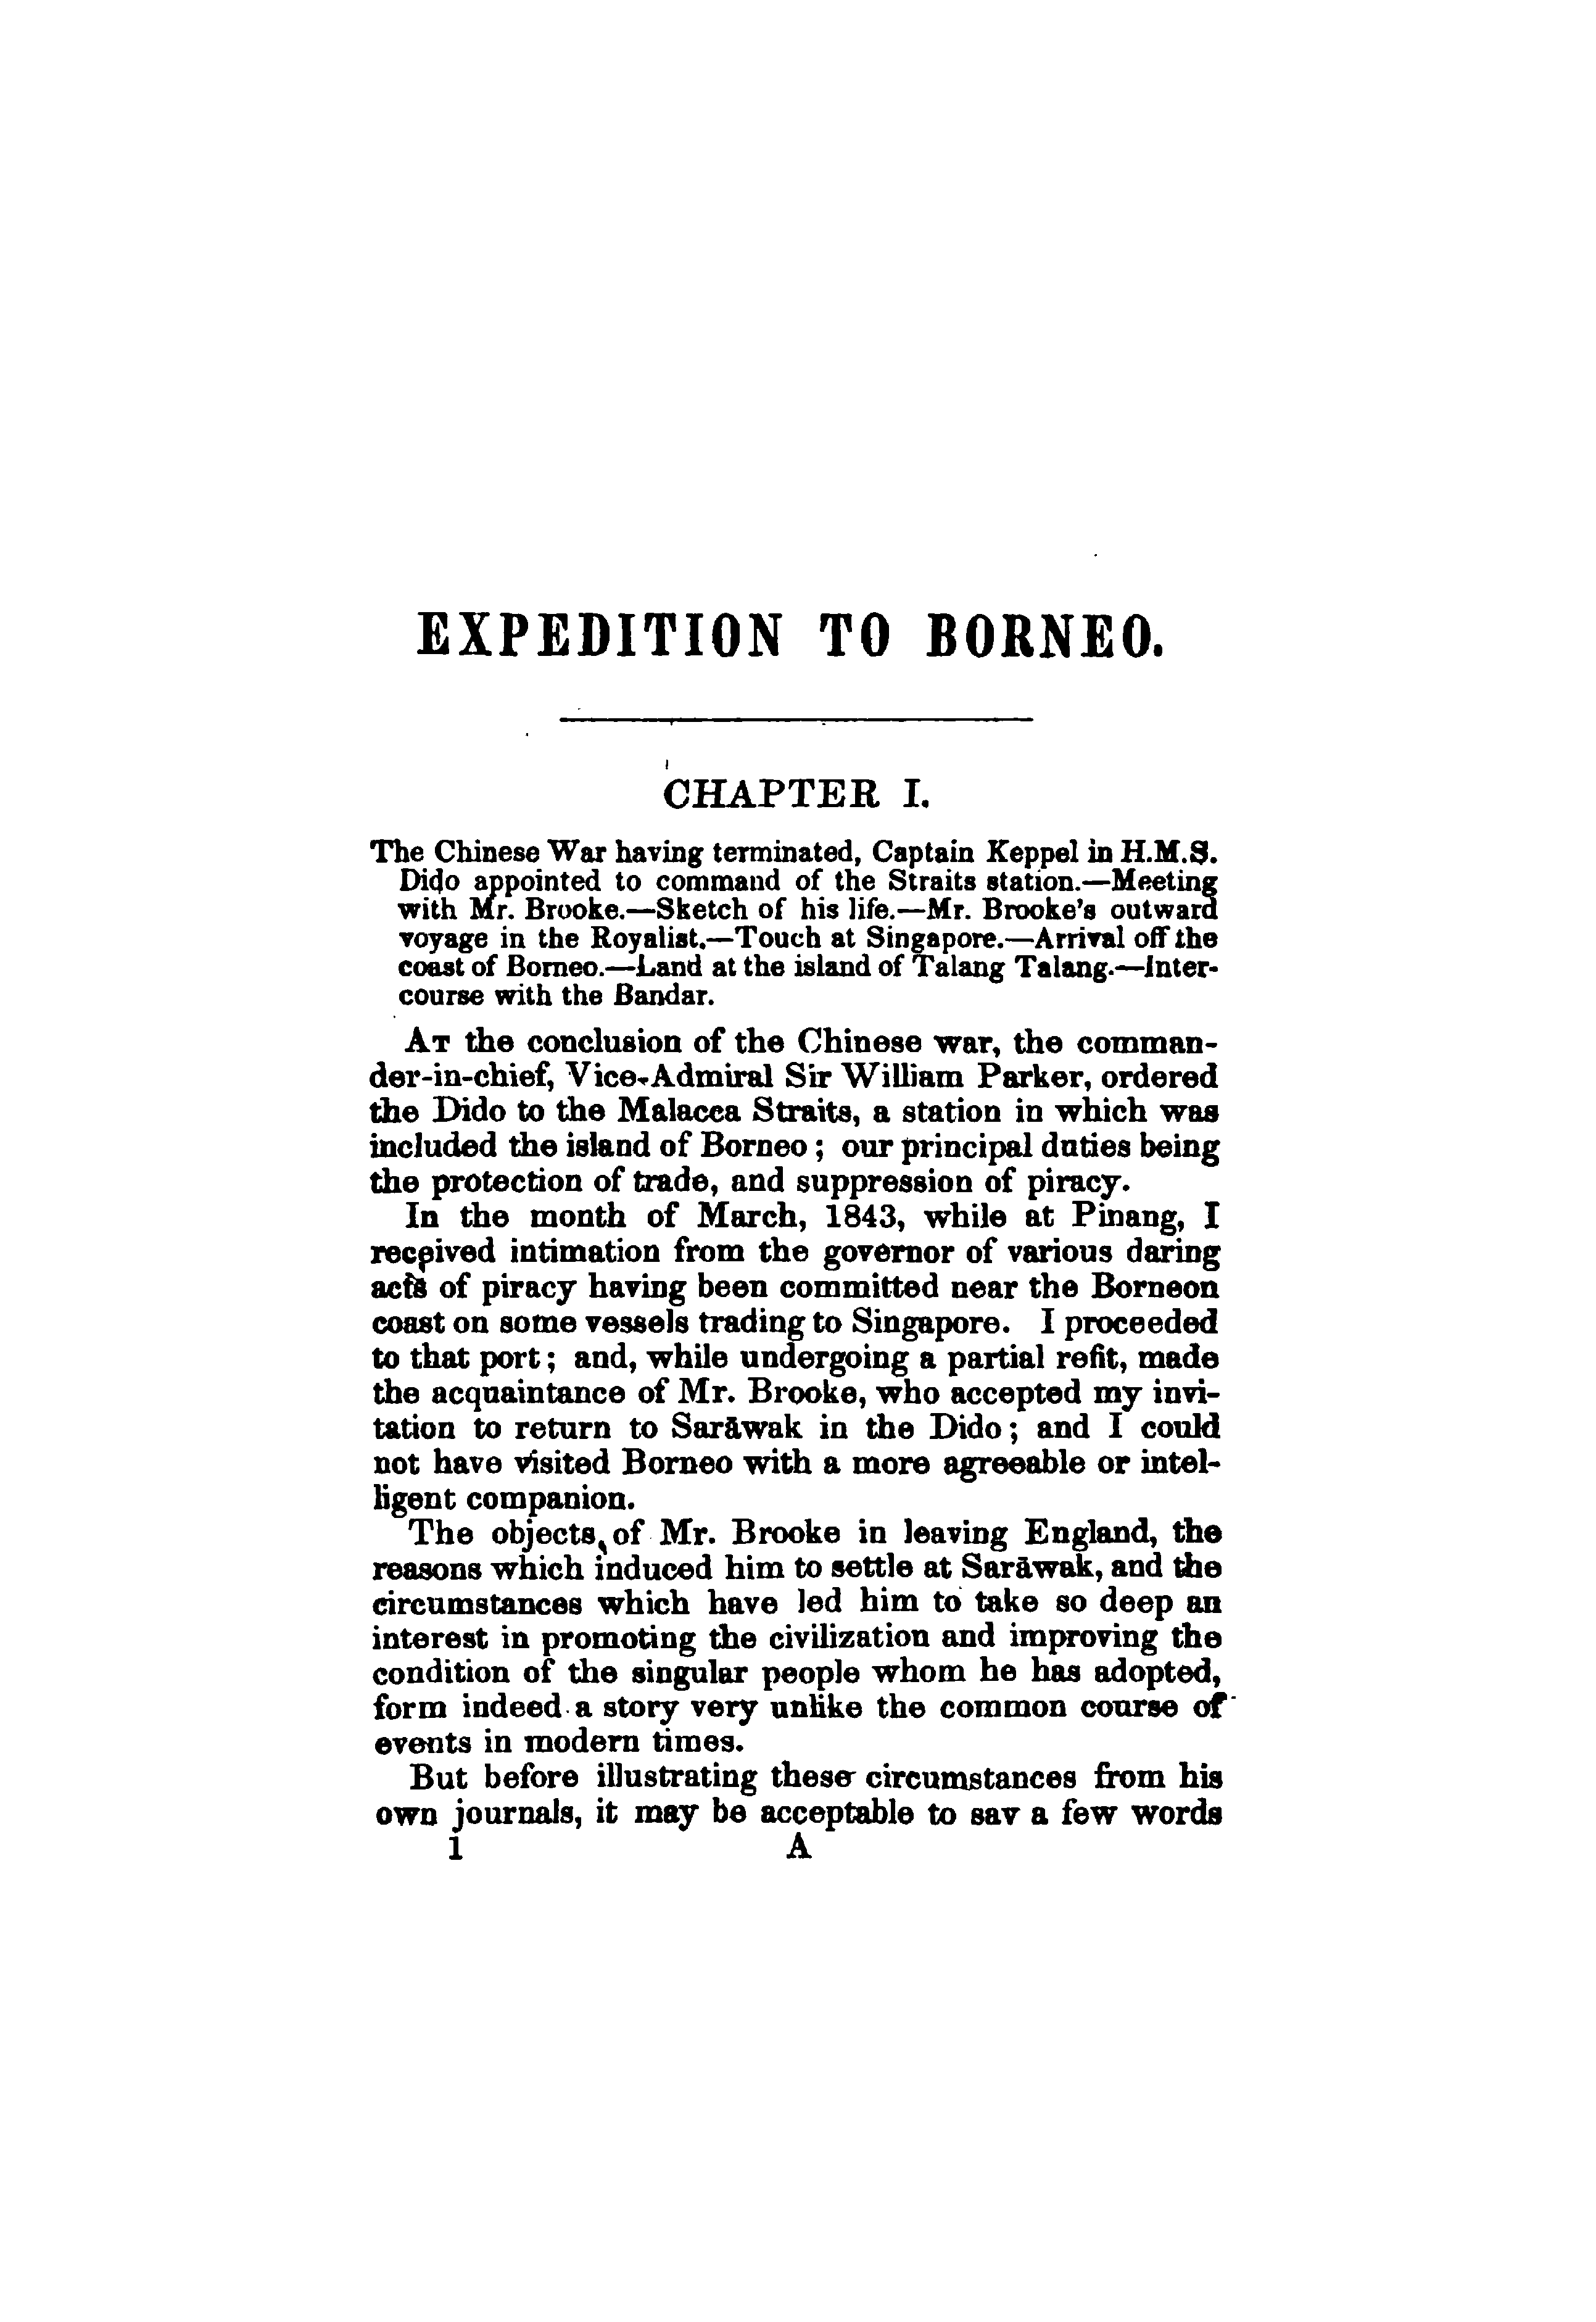 EXPEDITION TO BORNEO.
CHAPTER I.
The Chinese War having terminated, Captain Keppel in H.M.S.
Dido appointed to command of the Straits station.—Meeting
with Mr. Brooke.—Sketch of his life.—Mr. Brooke's outward
voyage in the Royalist.—Touch at Singapore.—Arrival off the
coast of Borneo.—Land at the island of Talang Talang.—Inter-
course with the Bandar.
At the conclusion of the Chinese war, the comman-
der-in-chief, Vice-Admiral Sir William Parker, ordered
the Dido to the Malacca Straits, a station in which was
included the island of Borneo; our principal duties being
the protection of trade, and suppression of piracy.
In the month of March, 1843, while at Pinang, I
received intimation from the governor of various daring
acts of piracy having been committed near the Borneon
coast on some vessels trading to Singapore. I proceeded
to that port; and, while undergoing a partial refit, made
the acquaintance of Mr. Brooke, who accepted my invi-
tation to return to Sarāwak in the Dido; and I could
not have visited Borneo with a more agreeable or intel-
ligent companion.
The objects of Mr. Brooke in leaving England, the
reasons which induced him to settle at Sarāwak, and the
circumstances which have led him to take so deep an
interest in promoting the civilization and improving the
condition of the singular people whom he has adopted,
form indeed a story very unlike the common course of
events in modern times.
But before illustrating these circumstances from his
own journals, it may be acceptable to say a few words
1 A